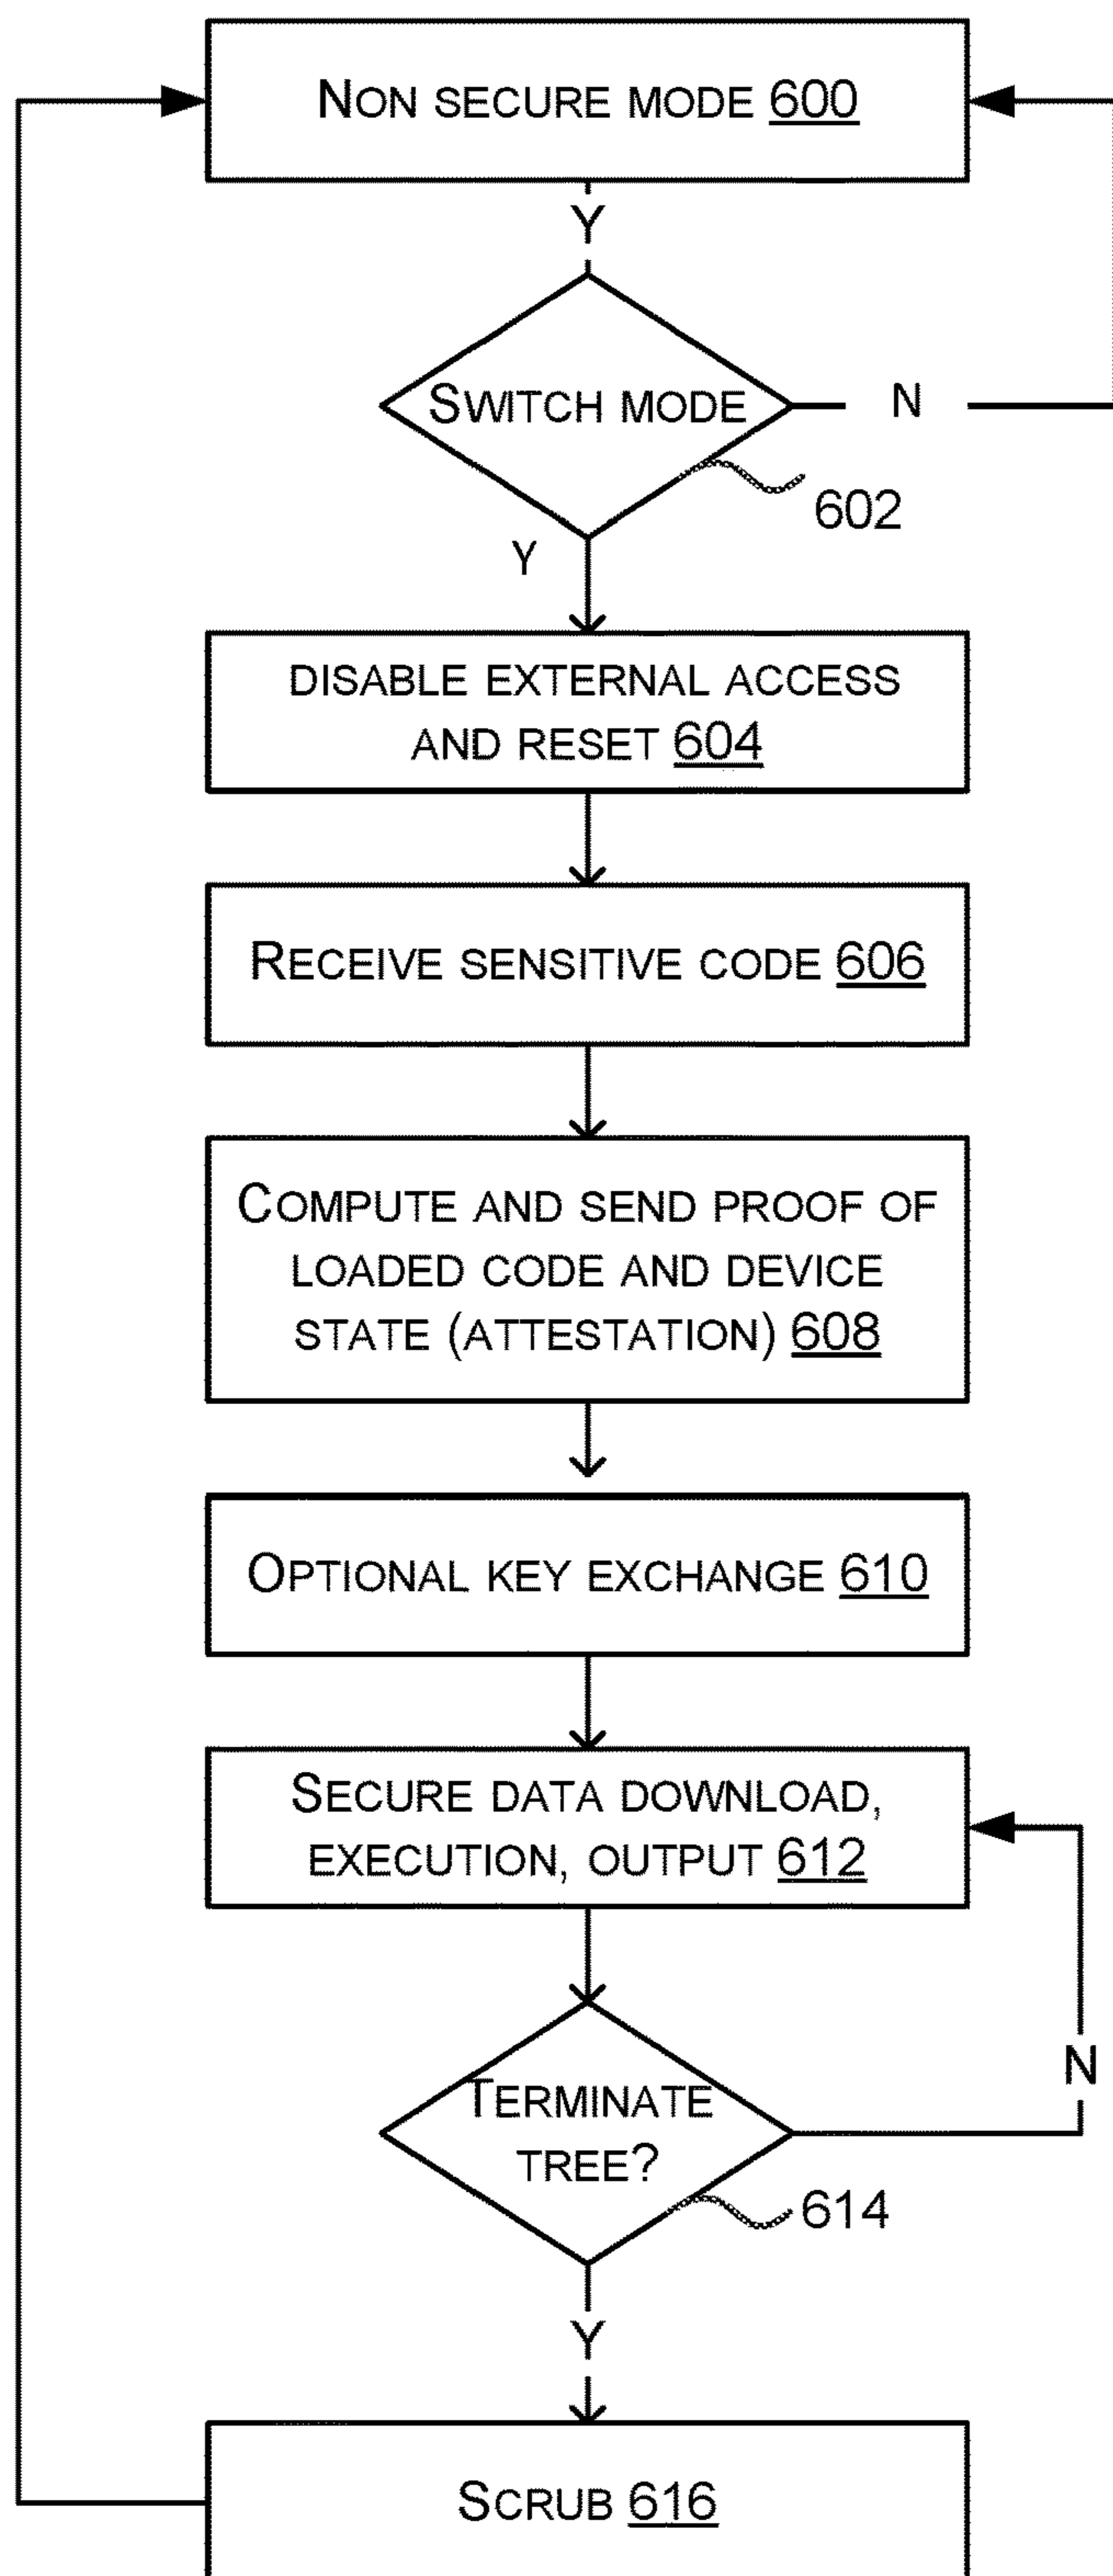 NON SECURE MODE 600
Y
SWITCH MODE
N
602
Y
DISABLE EXTERNAL ACCESS
AND RESET 604
RECEIVE SENSITIVE CODE 606
COMPUTE AND SEND PROOF OF
LOADED CODE AND DEVICE
STATE (ATTESTATION) 608
OPTIONAL KEY EXCHANGE 610
SECURE DATA DOWNLOAD,
EXECUTION, OUTPUT 612
N
TERMINATE
TREE?
614
Y
SCRUB 616